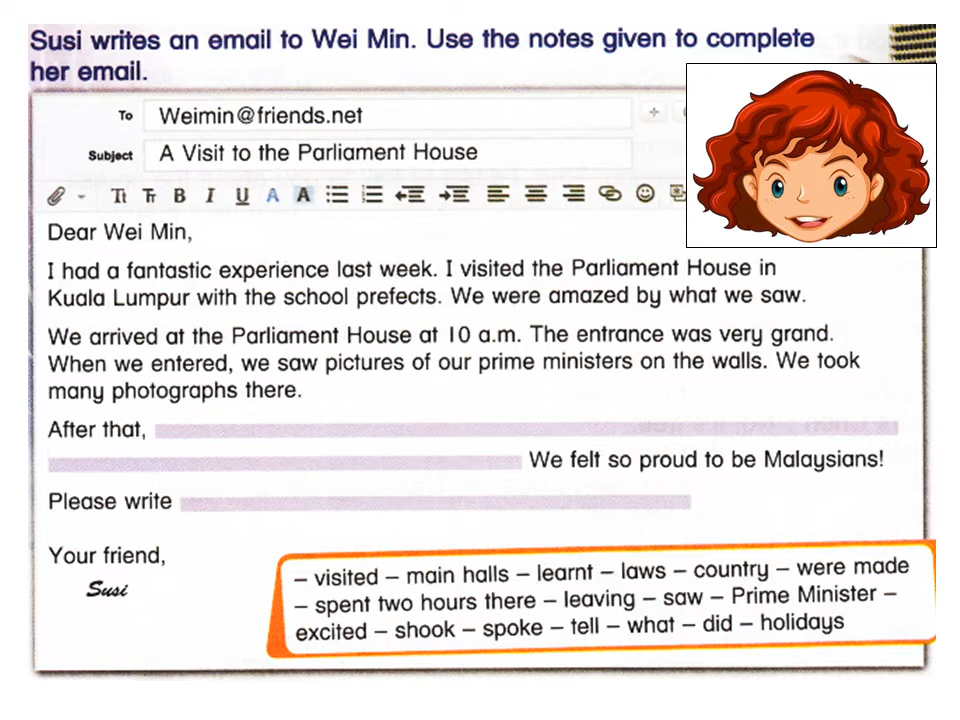 Susi writes an email to Wei Min. Use the notes given to complete
her email.
To Weimin@friends.net
Subject A Visit to the Parliament House
Tt Tr B I U A A
Dear Wei Min,
I had a fantastic experience last week. I visited the Parliament House in
Kuala Lumpur with the school prefects. We were amazed by what we saw.
We arrived at the Parliament House at 10 a.m. The entrance was very grand.
When we entered, we saw pictures of our prime ministers on the walls. We took
many photographs there.
After that,
We felt so proud to be Malaysians!
Please write
Your friend,
Susi
– visited – main halls – learnt – laws – country – were made
– spent two hours there – leaving – saw – Prime Minister –
excited – shook – spoke – tell – what – did – holidays